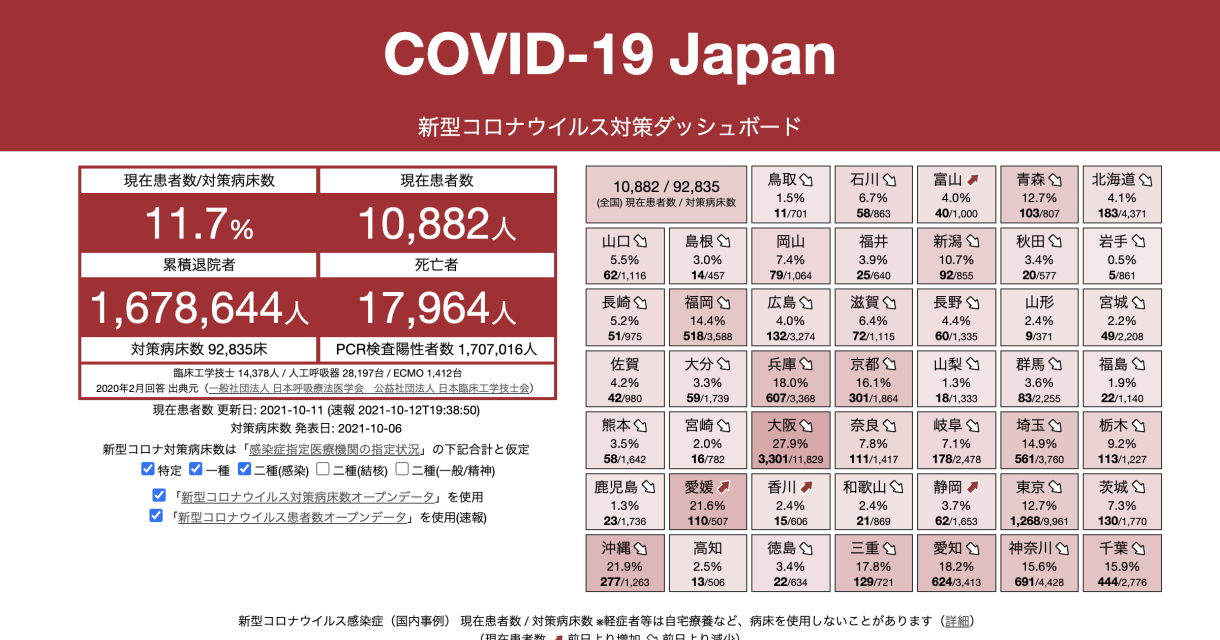 COVID-19 Japan
新型コロナウイルス対策ダッシュボード
現在患者数/対策病床数
現在患者数
11.7%
10,882人
累積退院者
死亡者
1,678,644人
17,964人
対策病床数 92,835床
PCR検査陽性者数 1,707,016人
臨床工学技士 14,378人 / 人工呼吸器 28,197台 / ECMO 1,412台
2020年2月回答 出典元（一般社団法人 日本呼吸療法医学会　公益社団法人 日本臨床工学技士会）
現在患者数 更新日: 2021-10-11 (速報 2021-10-12T19:38:50)
対策病床数 発表日: 2021-10-06
新型コロナ対策病床数は「感染症指定医療機関の指定状況」の下記合計と仮定
特定 一種 二種(感染) 二種(結核) 二種(一般/精神)
「新型コロナウイルス対策病床数オープンデータ」を使用
「新型コロナウイルス患者数オープンデータ」を使用(速報)
10,882 / 92,835
(全国) 現在患者数 / 対策病床数
鳥取
1.5%
11/701
石川
6.7%
58/863
富山
4.0%
40/1,000
青森
12.7%
103/807
北海道
4.1%
183/4,371
山口
5.5%
62/1,116
島根
3.0%
14/457
岡山
7.4%
79/1,064
福井
3.9%
25/640
新潟
10.7%
92/855
秋田
3.4%
20/577
岩手
0.5%
5/861
長崎
5.2%
51/975
福岡
14.4%
518/3,588
広島
4.0%
132/3,274
滋賀
6.4%
72/1,115
長野
4.4%
60/1,335
山形
2.4%
9/371
宮城
2.2%
49/2,208
佐賀
4.2%
42/980
大分
3.3%
59/1,739
兵庫
18.0%
607/3,368
京都
16.1%
301/1,864
山梨
1.3%
18/1,333
群馬
3.6%
83/2,255
福島
1.9%
22/1,140
熊本
3.5%
58/1,642
宮崎
2.0%
16/782
大阪
27.9%
3,301/11,829
奈良
7.8%
111/1,417
岐阜
7.1%
178/2,478
埼玉
14.9%
561/3,760
栃木
9.2%
113/1,227
鹿児島
1.3%
23/1,736
愛媛
21.6%
110/507
香川
2.4%
15/606
和歌山
2.4%
21/869
静岡
3.7%
62/1,653
東京
12.7%
1,268/9,961
茨城
7.3%
130/1,770
沖縄
21.9%
277/1,263
高知
2.5%
13/506
徳島
3.4%
22/634
三重
17.8%
129/721
愛知
18.2%
624/3,413
神奈川
15.6%
691/4,428
千葉
15.9%
444/2,776
新型コロナウイルス感染症（国内事例） 現在患者数 / 対策病床数 ※軽症者等は自宅療養など、病床を使用しないことがあります（詳細）
（現在患者数 前日より増加 前日より減少）